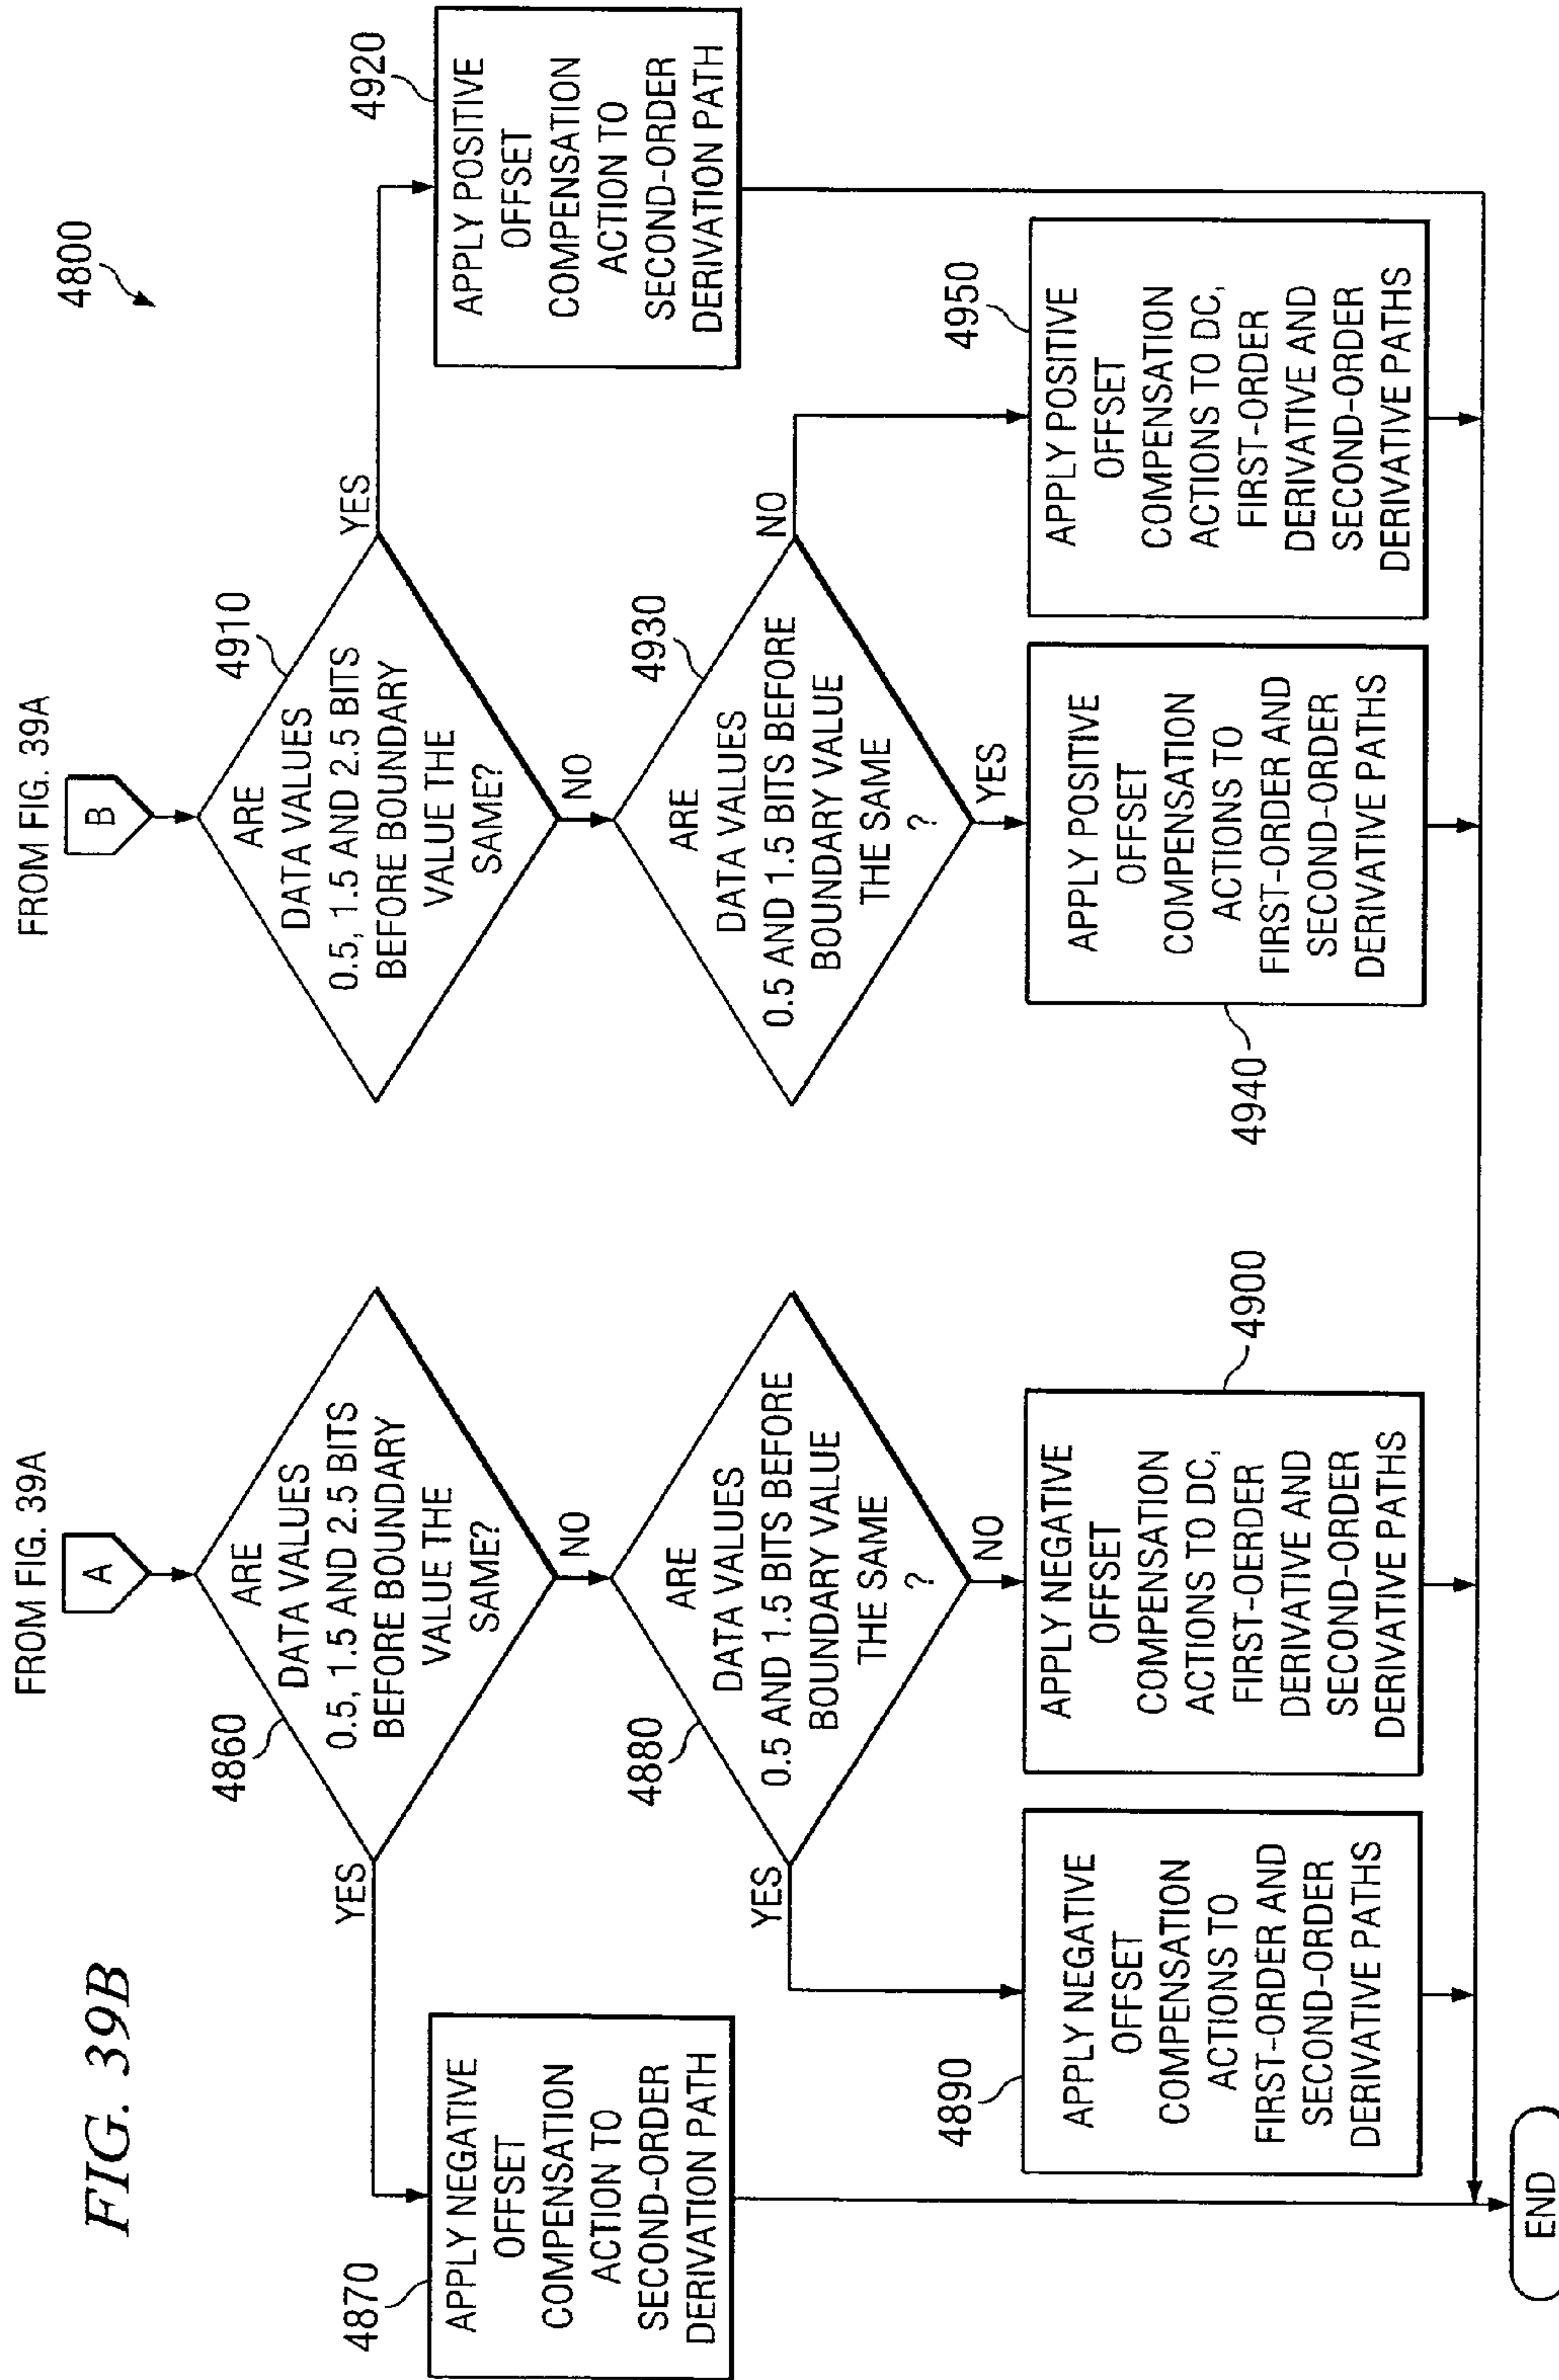 FIG. 39B
4800
FROM FIG. 39A
A
4860
ARE
DATA VALUES
0.5, 1.5 AND 2.5 BITS
BEFORE BOUNDARY
VALUE THE
SAME?
YES
NO
4870
APPLY NEGATIVE
OFFSET
COMPENSATION
ACTION TO
SECOND-ORDER
DERIVATION PATH
4880
ARE
DATA VALUES
0.5 AND 1.5 BITS BEFORE
BOUNDARY VALUE
THE SAME
?
YES
NO
4890
APPLY NEGATIVE
OFFSET
COMPENSATION
ACTIONS TO
FIRST-ORDER AND
SECOND-ORDER
DERIVATIVE PATHS
4900
APPLY NEGATIVE
OFFSET
COMPENSATION
ACTIONS TO DC,
FIRST-OERDER
DERIVATIVE AND
SECOND-ORDER
DERIVATIVE PATHS
FROM FIG. 39A
B
4910
ARE
DATA VALUES
0.5, 1.5 AND 2.5 BITS
BEFORE BOUNDARY
VALUE THE
SAME?
YES
NO
4920
APPLY POSITIVE
OFFSET
COMPENSATION
ACTION TO
SECOND-ORDER
DERIVATION PATH
4930
ARE
DATA VALUES
0.5 AND 1.5 BITS BEFORE
BOUNDARY VALUE
THE SAME
?
NO
YES
4940
APPLY POSITIVE
OFFSET
COMPENSATION
ACTIONS TO
FIRST-ORDER AND
SECOND-ORDER
DERIVATIVE PATHS
4950
APPLY POSITIVE
OFFSET
COMPENSATION
ACTIONS TO DC,
FIRST-ORDER
DERIVATIVE AND
SECOND-ORDER
DERIVATIVE PATHS
END